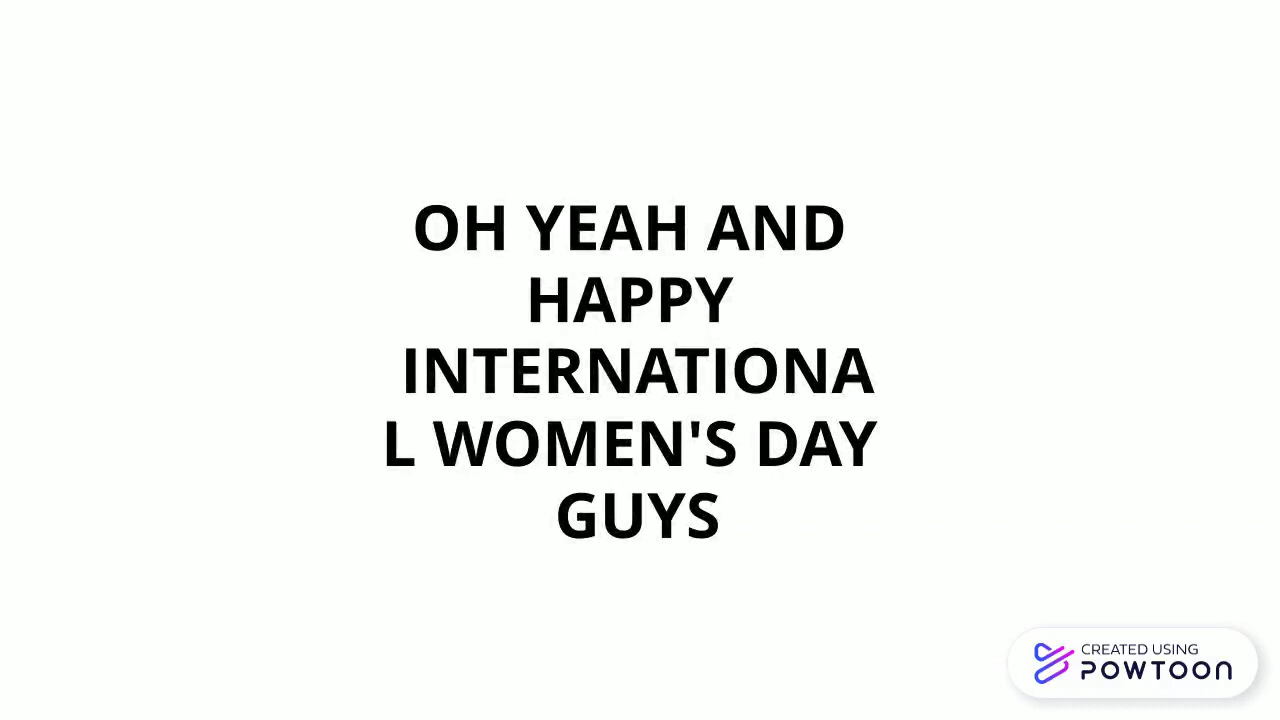 OH YEAH AND
HAPPY
INTERNATIONA
L WOMEN'S DAY
GUYS
CREATED USING
POWTOON